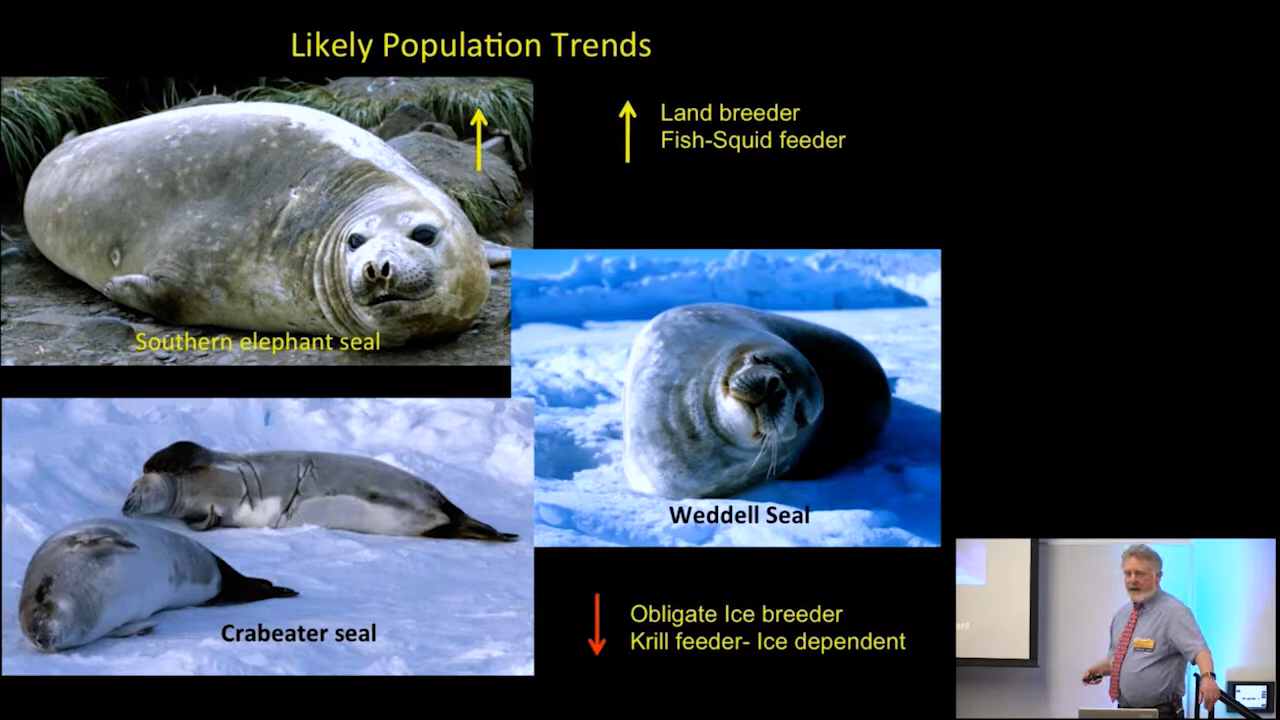 Likely Population Trends
Land breeder
Fish-Squid feeder
Southern elephant seal
Weddell Seal
Crabeater seal
Obligate Ice breeder
Krill feeder- Ice dependent